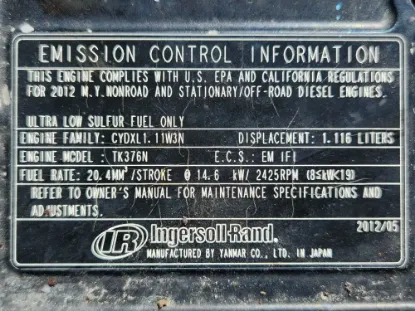 EMISSION CONTROL INFORMATION
THIS ENGINE COMPLIES WITH U.S. EPA AND CALIFORNIA REGULATIONS
FOR 2012 M.Y.NONROAD AND STATIONARY/OFF-ROAD DIESEL ENGINES.
ULTRA LOW SULFUR FUEL ONLY
ENGINE FAMILY: CYDXL1.11W3N DISPLACEMENT: 1.116 LITERS
ENGINE MODEL: TK376N E.C.S.: EM IFI
FUEL RATE: 20.4MM³/STROKE @ 14.6 kW/ 2425RPM (8≤kW<19)
REFER TO OWNER'S MANUAL FOR MAINTENANCE SPECIFICATIONS AND
ADJUSTMENTS.
2012/05
IR Ingersoll-Rand.
MANUFACTURED BY YANMAR CO., LTD. IN JAPAN